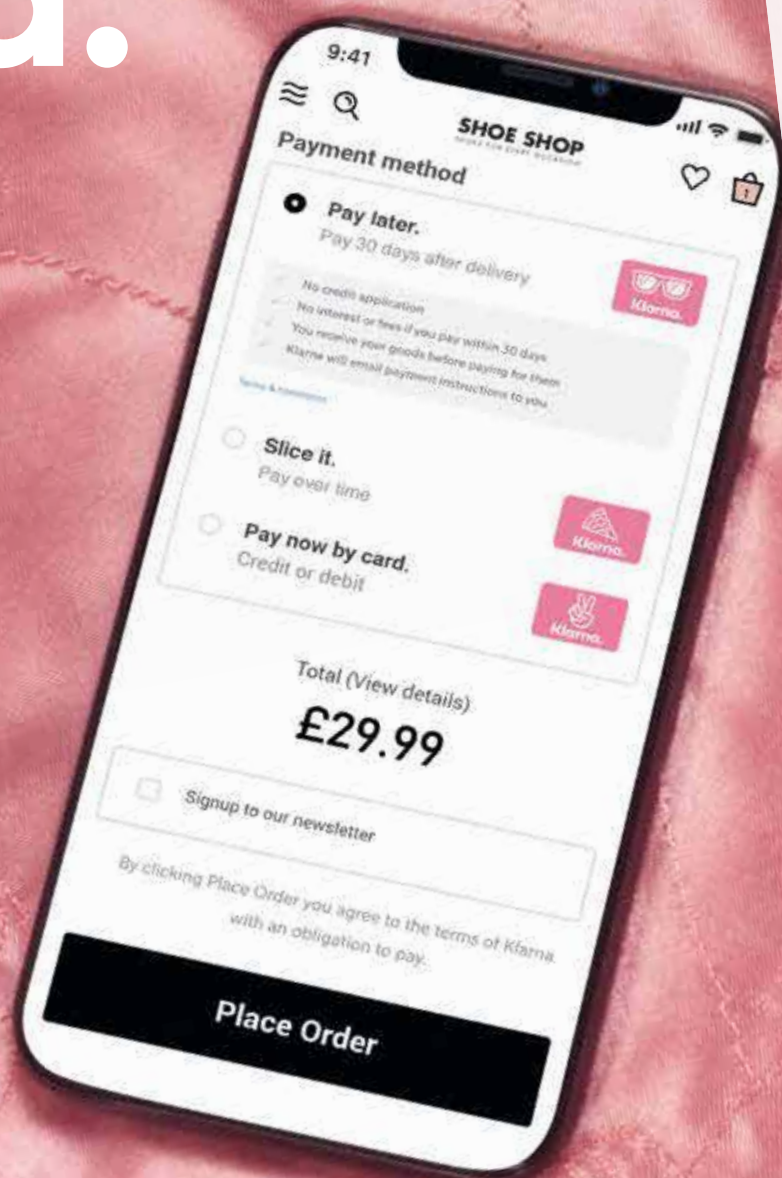 a.
9:41
SHOE SHOP
Payment method
1
Pay later.
Pay 30 days after delivery
Klarna.
No credit application
No interest or fees if you pay within 30 days
You receive your goods before paying for them
Klarna will email payment instructions to you
Terms & conditions
Slice it.
Pay over time
Klarna.
Pay now by card.
Credit or debit
Klarna.
Total (View details)
£29.99
Signup to our newsletter
By clicking Place Order you agree to the terms of Klarna
with an obligation to pay.
Place Order